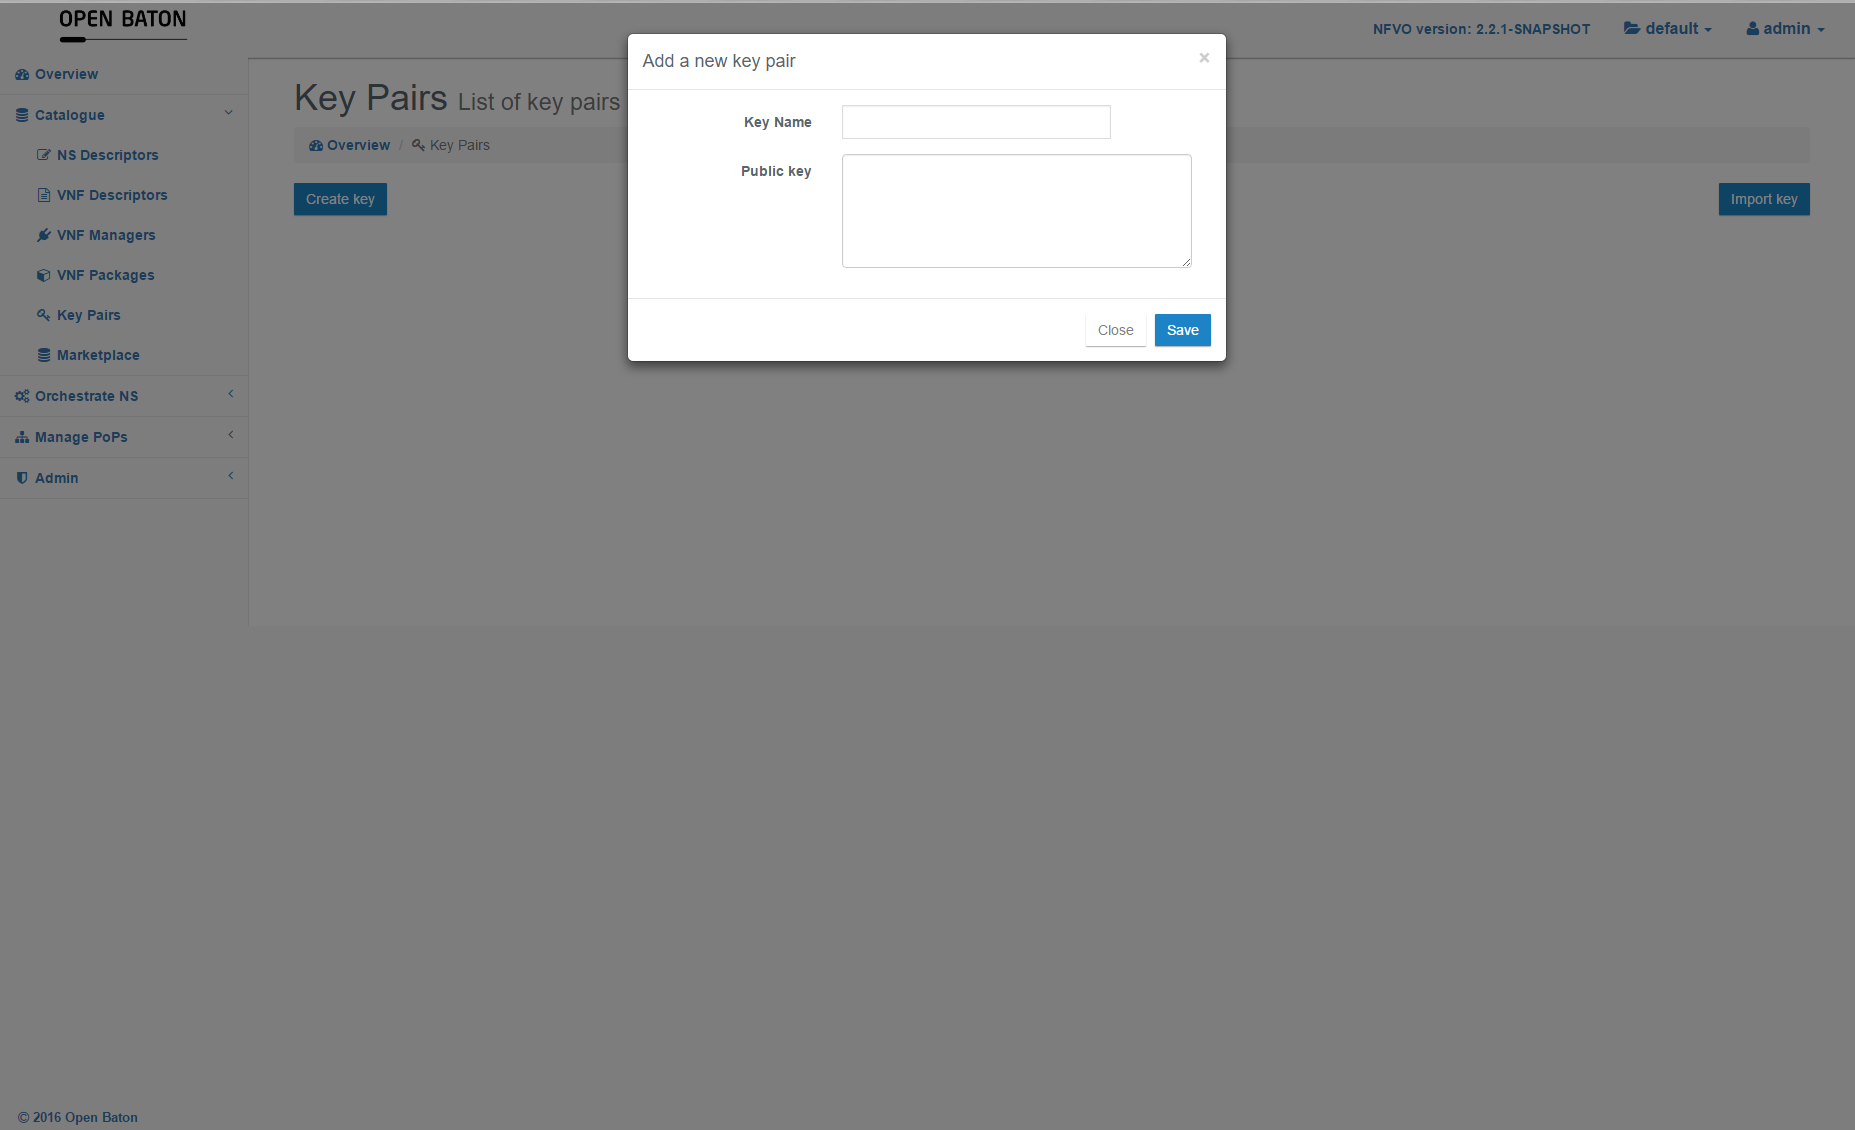 OPEN BATON
NFVO version: 2.2.1-SNAPSHOT
default
admin
Overview
Catalogue
NS Descriptors
VNF Descriptors
VNF Managers
VNF Packages
Key Pairs
Marketplace
Orchestrate NS
Manage PoPs
Admin
Key Pairs List of key pairs
Overview / Key Pairs
Create key
Import key
Add a new key pair ×
Key Name
Public key
Close
Save
© 2016 Open Baton